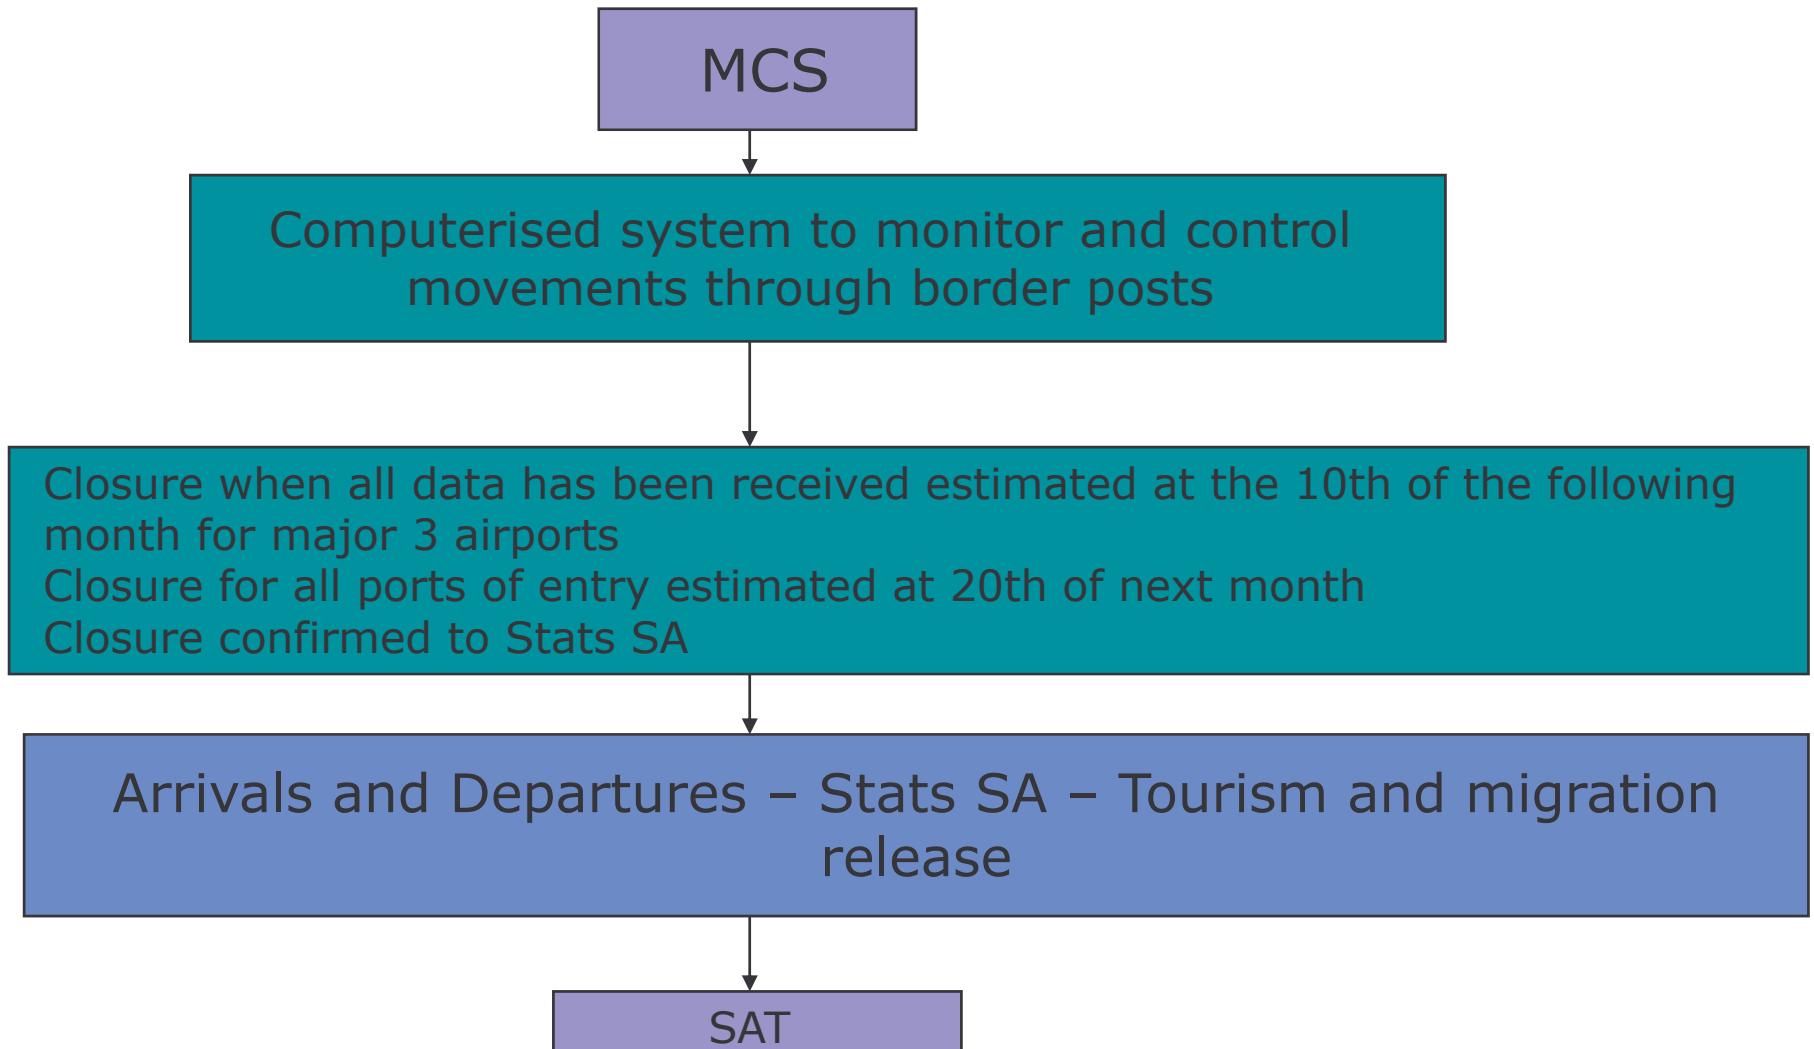 MCS
Computerised system to monitor and control
movements through border posts
Closure when all data has been received estimated at the 10th of the following
month for major 3 airports
Closure for all ports of entry estimated at 20th of next month
Closure confirmed to Stats SA
Arrivals and Departures – Stats SA – Tourism and migration
release
SAT